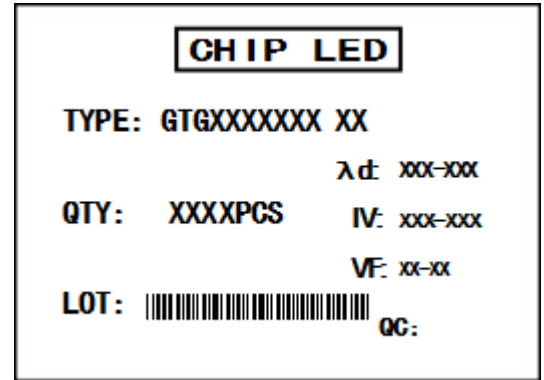 CHIP LED
TYPE: GTGXXXXXXX XX
λd: XXX-XXX
QTY: XXXXPCS IV: XXX-XXX
VF: XX-XX
LOT:
QC: